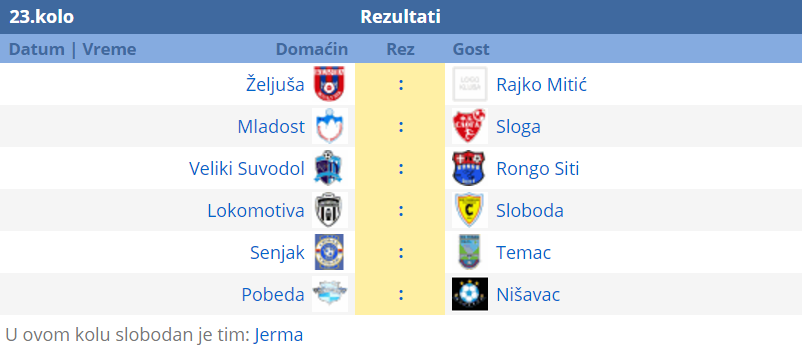 23.kolo Rezultati
Datum | Vreme Domaćin Rez Gost
Željuša : Rajko Mitić
Mladost : Sloga
Veliki Suvodol : Rongo Siti
Lokomotiva : Sloboda
Senjak : Temac
Pobeda : Nišavac
U ovom kolu slobodan je tim: Jerma